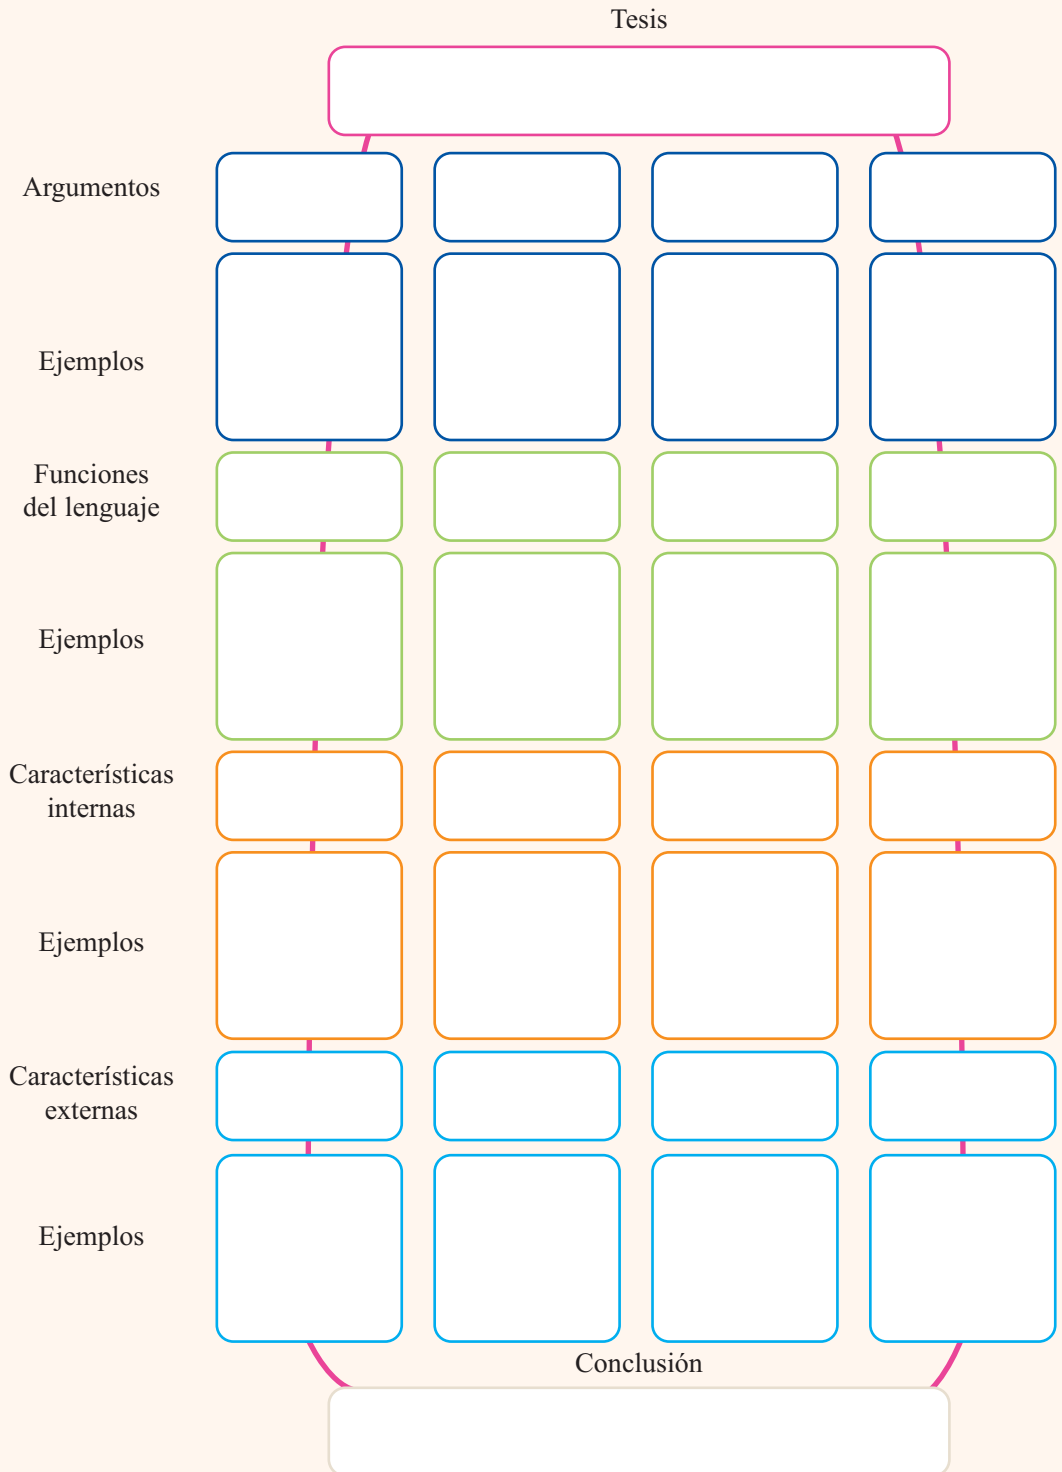 Tesis
Argumentos
Ejemplos
Funciones
del lenguaje
Ejemplos
Características
internas
Ejemplos
Características
externas
Ejemplos
Conclusión